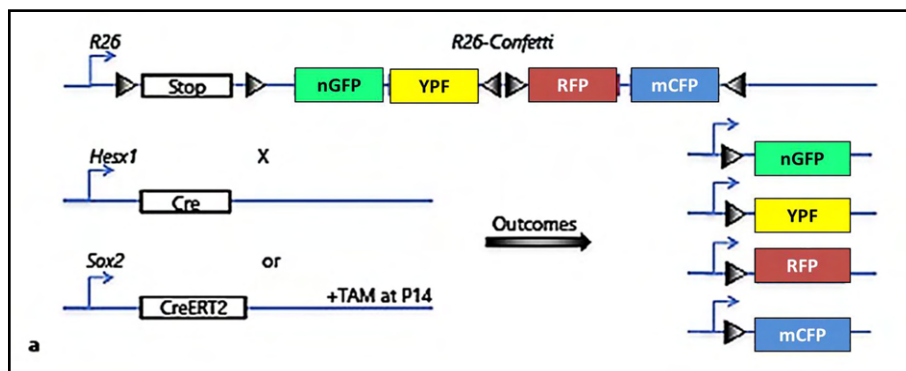 R26 R26-Confetti
Stop nGFP YPF RFP mCFP
Hesx1 X
Cre
nGFP
Outcomes
YPF
Sox2 or
RFP
CreERT2 +TAM at P14
mCFP
a